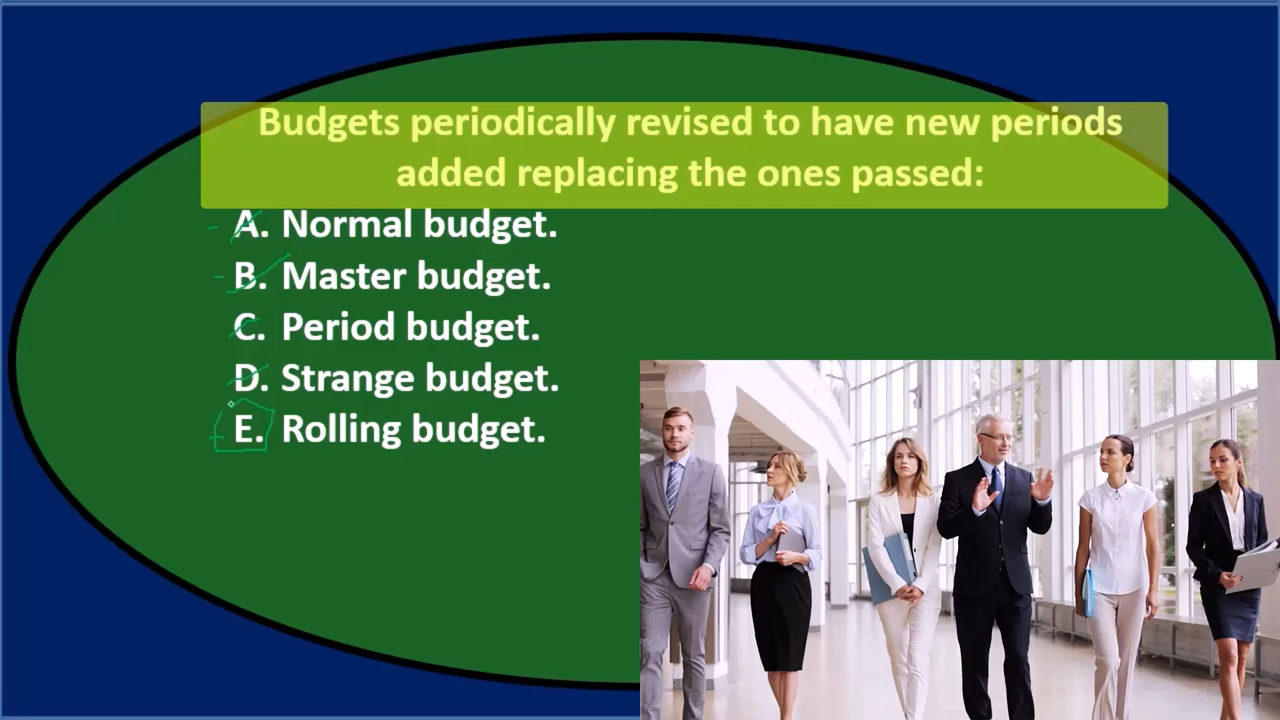 Budgets periodically revised to have new periods
added replacing the ones passed:
A. Normal budget.
B. Master budget.
C. Period budget.
D. Strange budget.
E. Rolling budget.